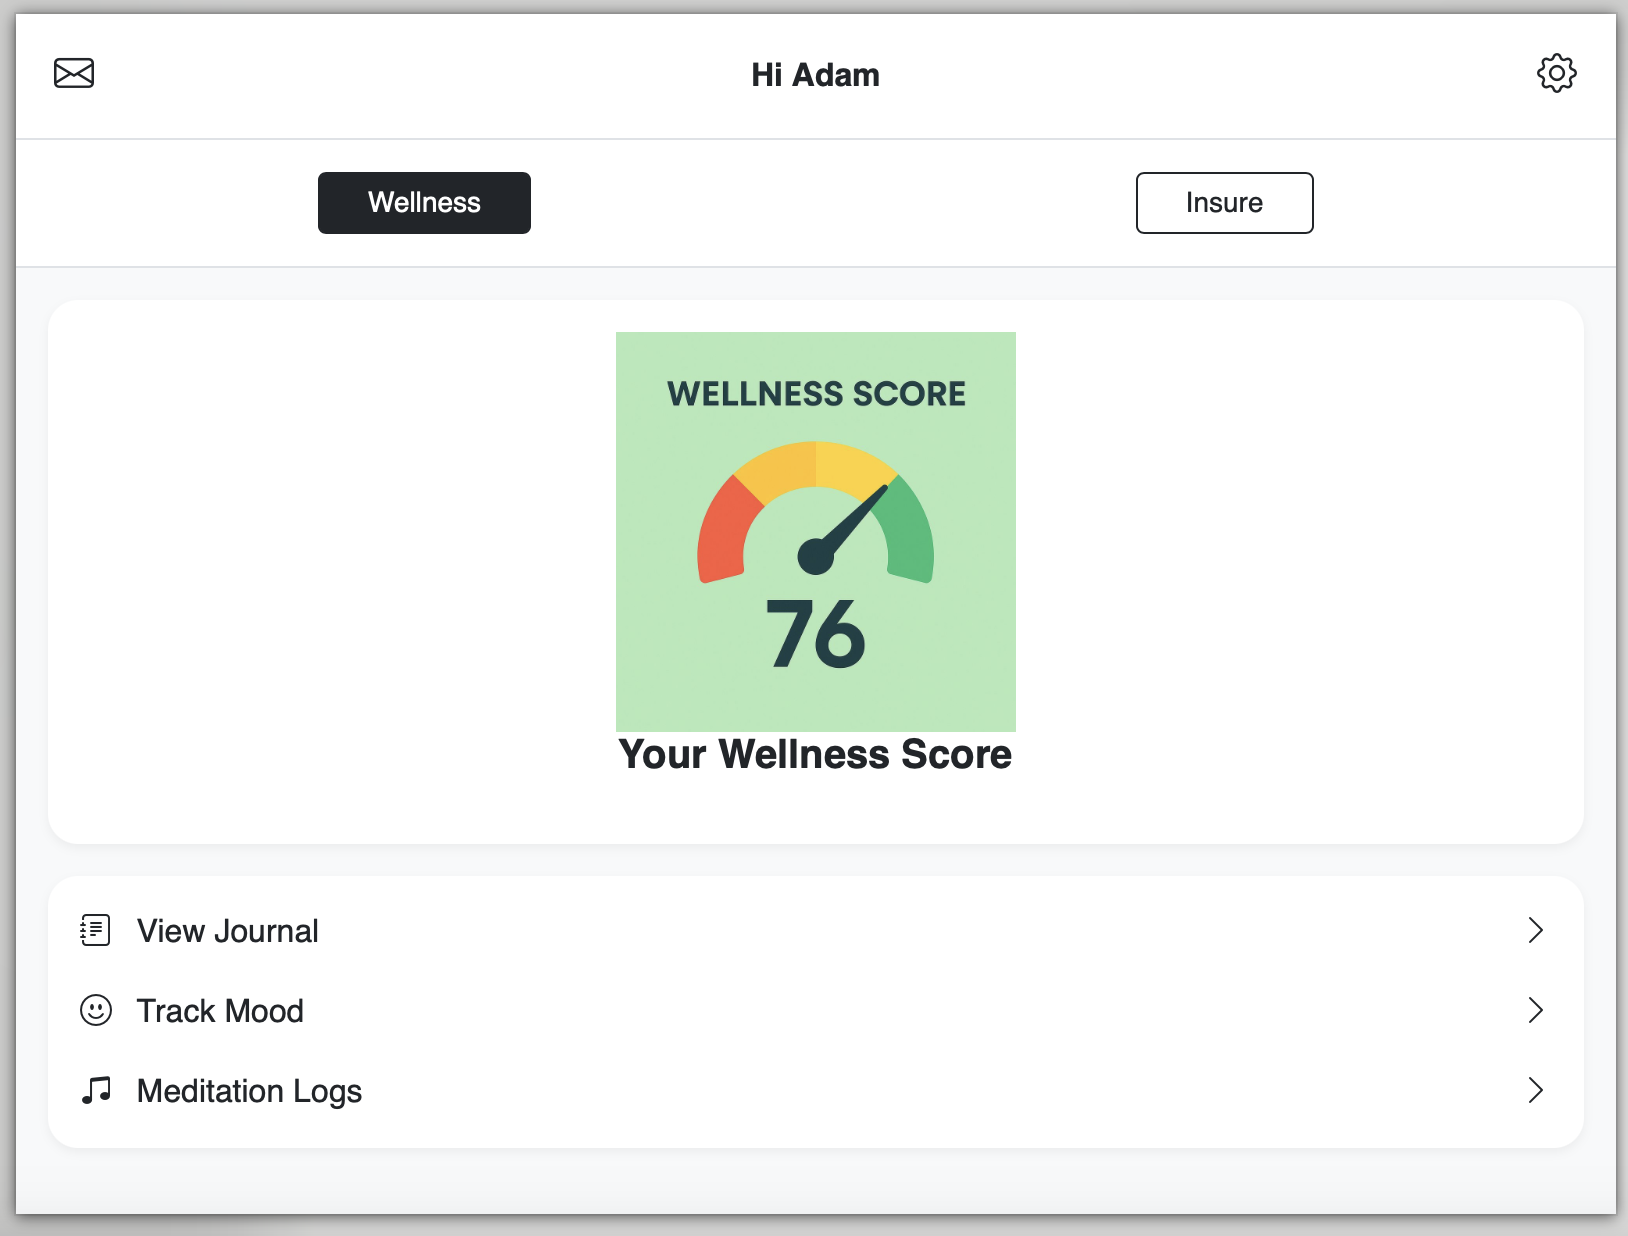 Hi Adam
Wellness
Insure
WELLNESS SCORE
76
Your Wellness Score
View Journal
Track Mood
Meditation Logs